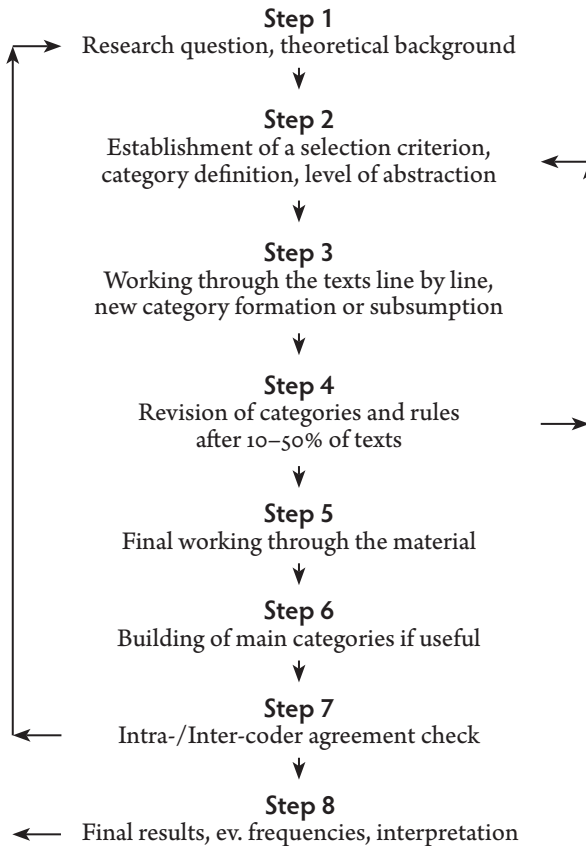 Step 1
Research question, theoretical background
Step 2
Establishment of a selection criterion,
category definition, level of abstraction
Step 3
Working through the texts line by line,
new category formation or subsumption
Step 4
Revision of categories and rules
after 10–50% of texts
Step 5
Final working through the material
Step 6
Building of main categories if useful
Step 7
Intra-/Inter-coder agreement check
Step 8
Final results, ev. frequencies, interpretation